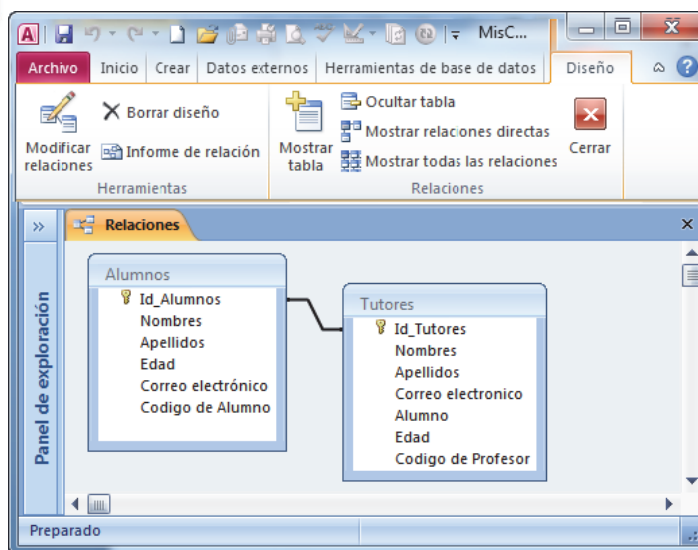 MisC...
Archivo Inicio Crear Datos externos Herramientas de base de datos Diseño
Modificar relaciones
Borrar diseño
Informe de relación
Herramientas
Mostrar tabla
Ocultar tabla
Mostrar relaciones directas
Mostrar todas las relaciones
Relaciones
Cerrar
Relaciones
Panel de exploración
Alumnos
Id_Alumnos
Nombres
Apellidos
Edad
Correo electrónico
Codigo de Alumno
Tutores
Id_Tutores
Nombres
Apellidos
Correo electronico
Alumno
Edad
Codigo de Profesor
Preparado